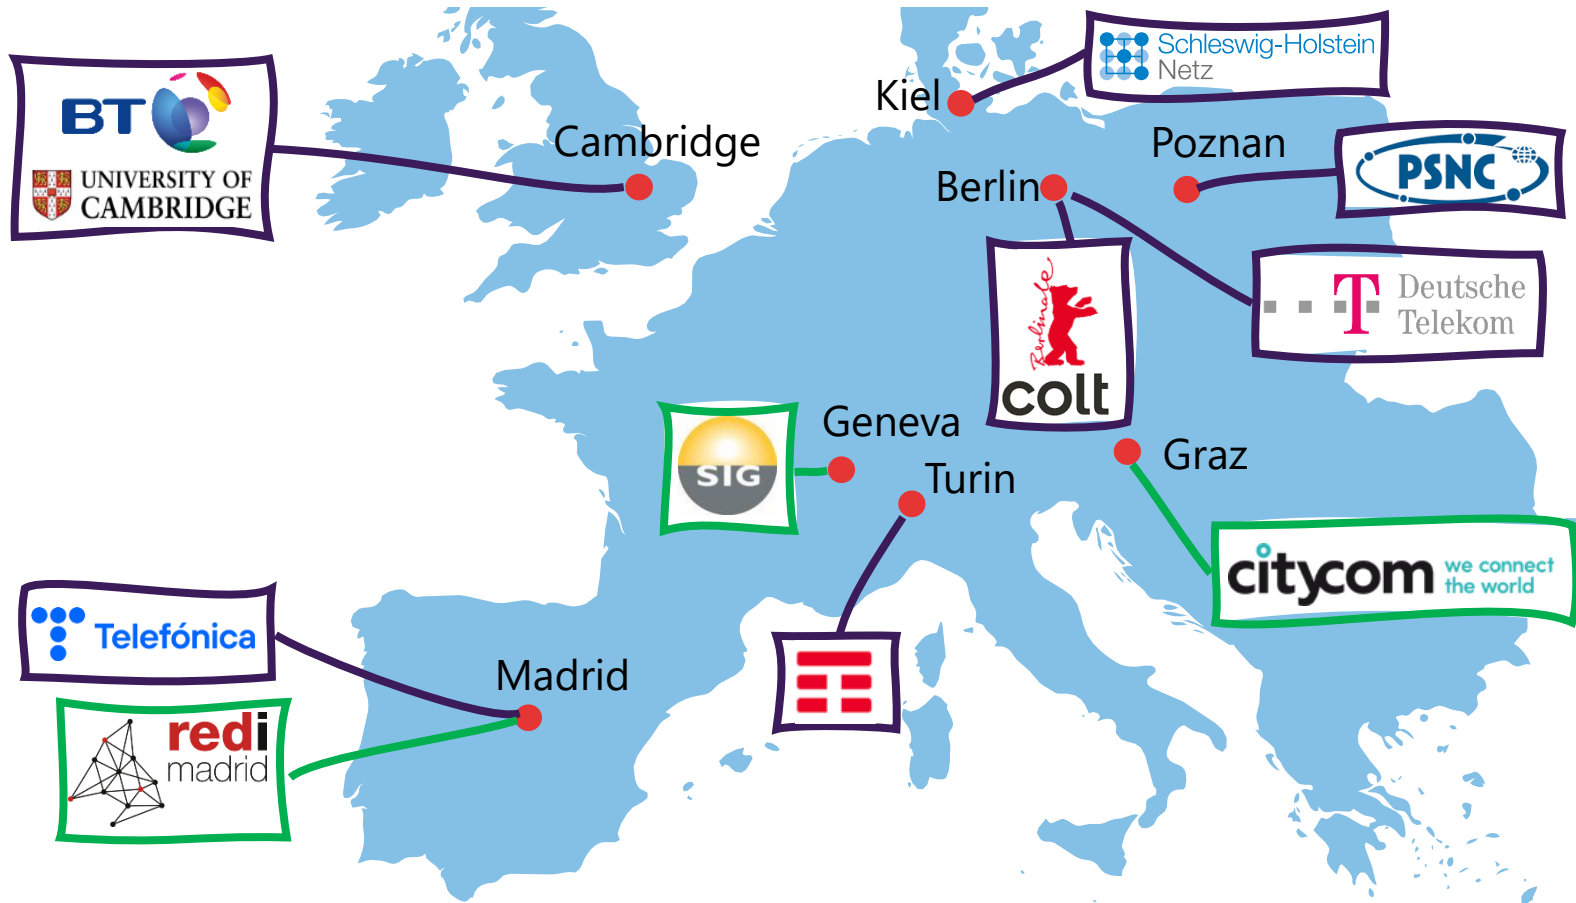 BT
UNIVERSITY OF
CAMBRIDGE
Cambridge
Kiel
Schleswig-Holstein
Netz
Poznan
PSNC
Berlin
Berlinale
colt
T
Deutsche
Telekom
SIG
Geneva
Turin
Graz
citycom
we connect
the world
Telefónica
Madrid
redi
madrid